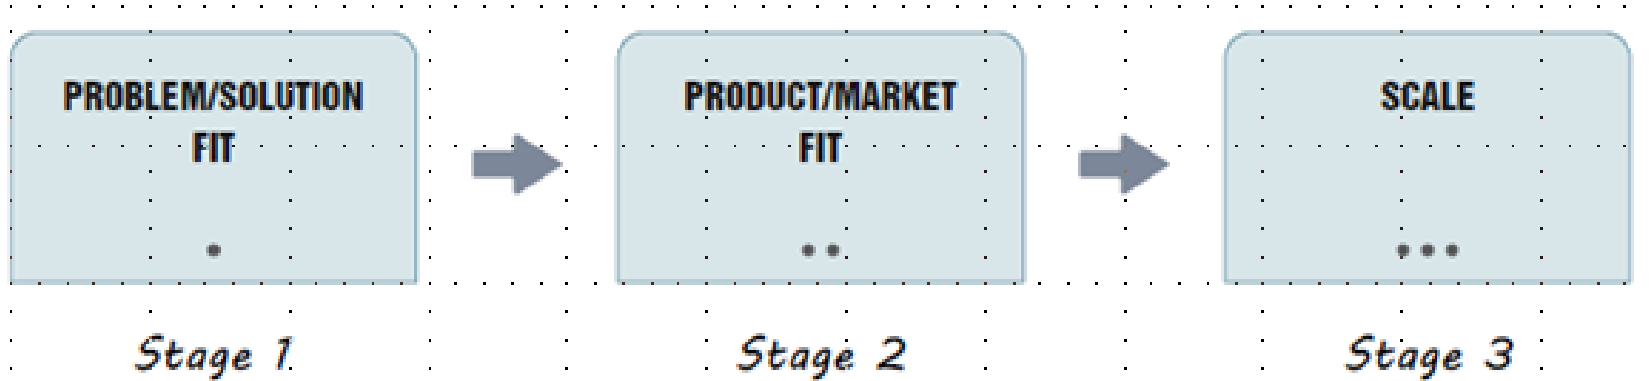 PROBLEM/SOLUTION
FIT
PRODUCT/MARKET
FIT
SCALE
Stage 1
Stage 2
Stage 3